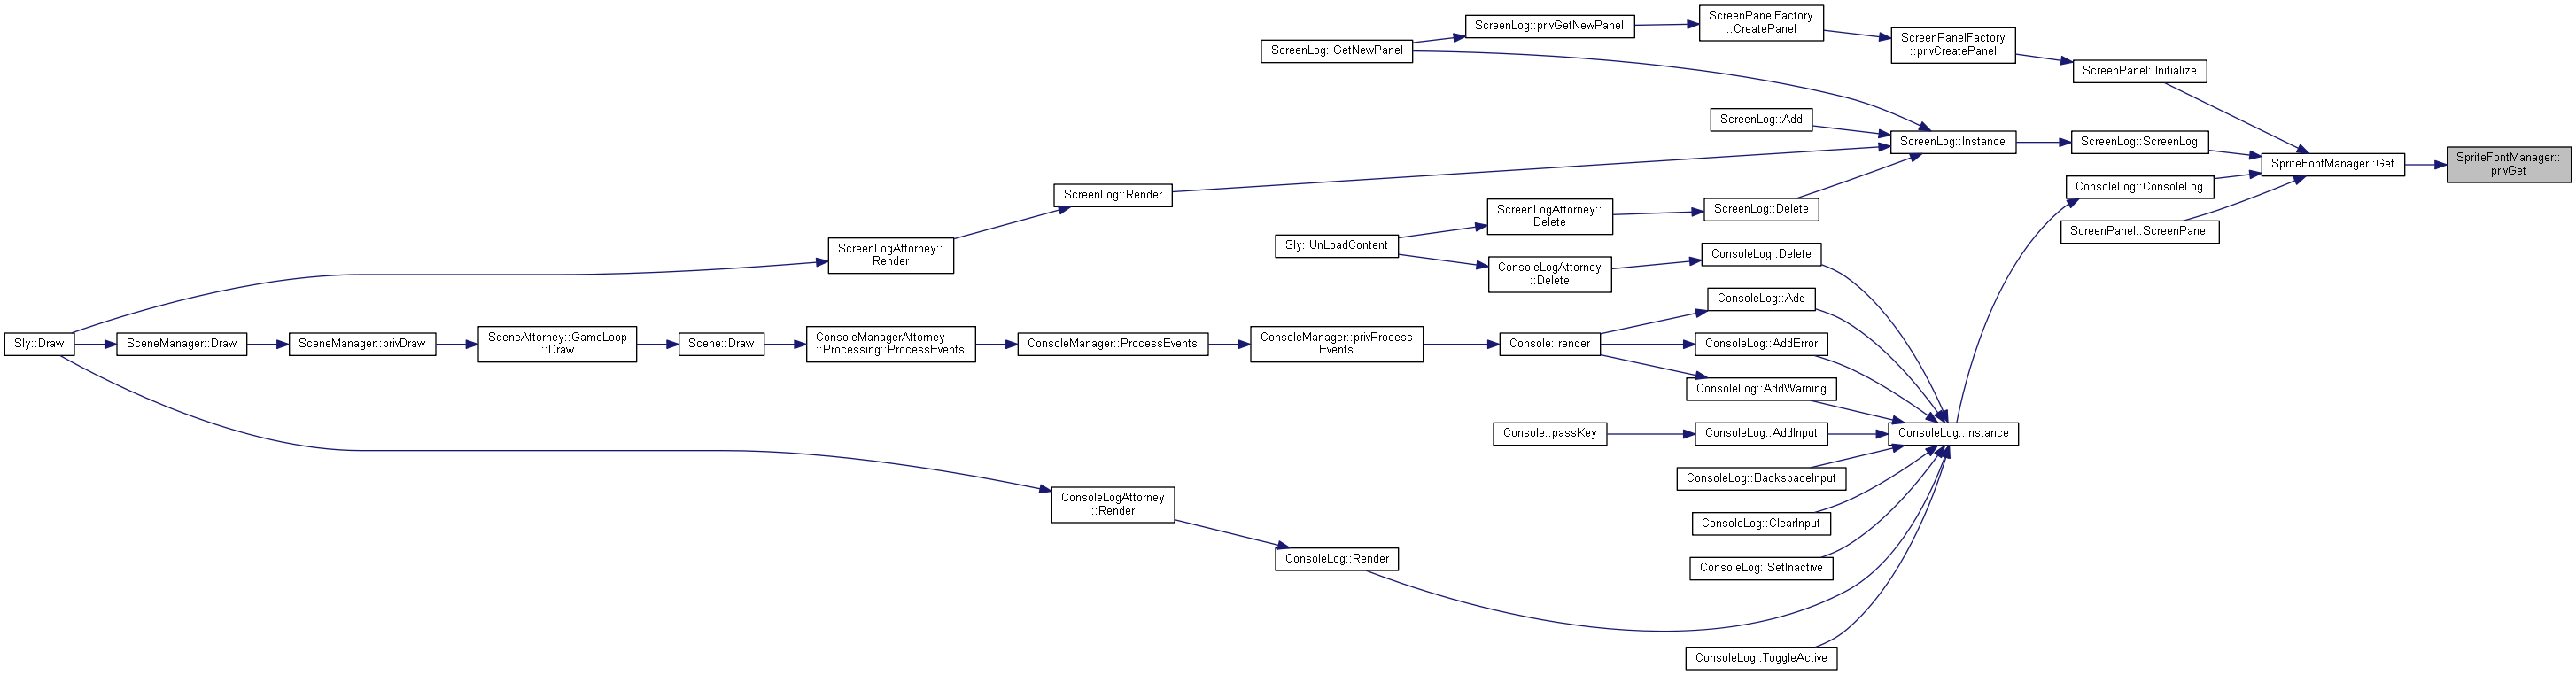 ScreenPanelFactory
::CreatePanel
ScreenLog::privGetNewPanel
ScreenLog::GetNewPanel
ScreenPanelFactory
::privCreatePanel
ScreenPanel::Initialize
ScreenLog::Add
ScreenLog::Instance
ScreenLog::ScreenLog
SpriteFontManager::Get
SpriteFontManager::
privGet
ConsoleLog::ConsoleLog
ScreenPanel::ScreenPanel
ScreenLog::Render
ScreenLogAttorney::
Delete
ScreenLog::Delete
Sly::UnLoadContent
ScreenLogAttorney::
Render
ConsoleLog::Delete
ConsoleLogAttorney
::Delete
ConsoleLog::Add
Sly::Draw
SceneManager::Draw
SceneManager::privDraw
SceneAttorney::GameLoop
::Draw
Scene::Draw
ConsoleManagerAttorney
::Processing::ProcessEvents
ConsoleManager::ProcessEvents
ConsoleManager::privProcess
Events
Console::render
ConsoleLog::AddError
ConsoleLog::AddWarning
Console::passKey
ConsoleLog::AddInput
ConsoleLog::Instance
ConsoleLog::BackspaceInput
ConsoleLogAttorney
::Render
ConsoleLog::ClearInput
ConsoleLog::Render
ConsoleLog::SetInactive
ConsoleLog::ToggleActive